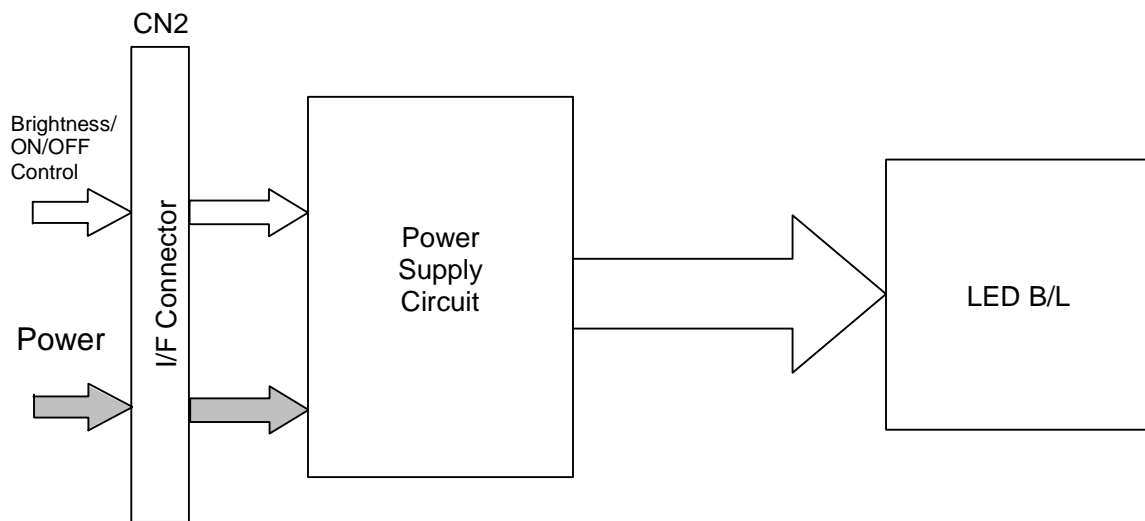 CN2
Brightness/
ON/OFF
Control
Power
I/F Connector
Power
Supply
Circuit
LED B/L